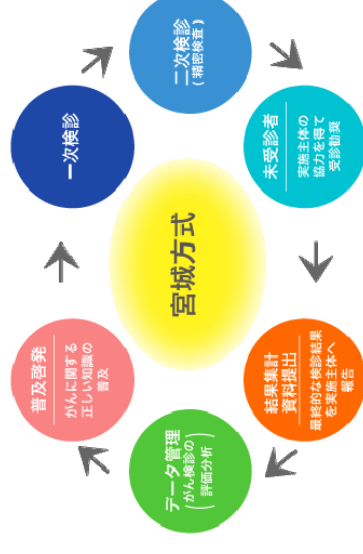 宮城方式
一次検診
二次検診
(精密検査)
未受診者
実施主体の
協力を得て
受診勧奨
結果集計
資料提出
最終的な検診結果
を実施主体へ
報告
データ管理
(がん検診の
評価分析)
普及啓発
がんに関する
正しい知識の
普及